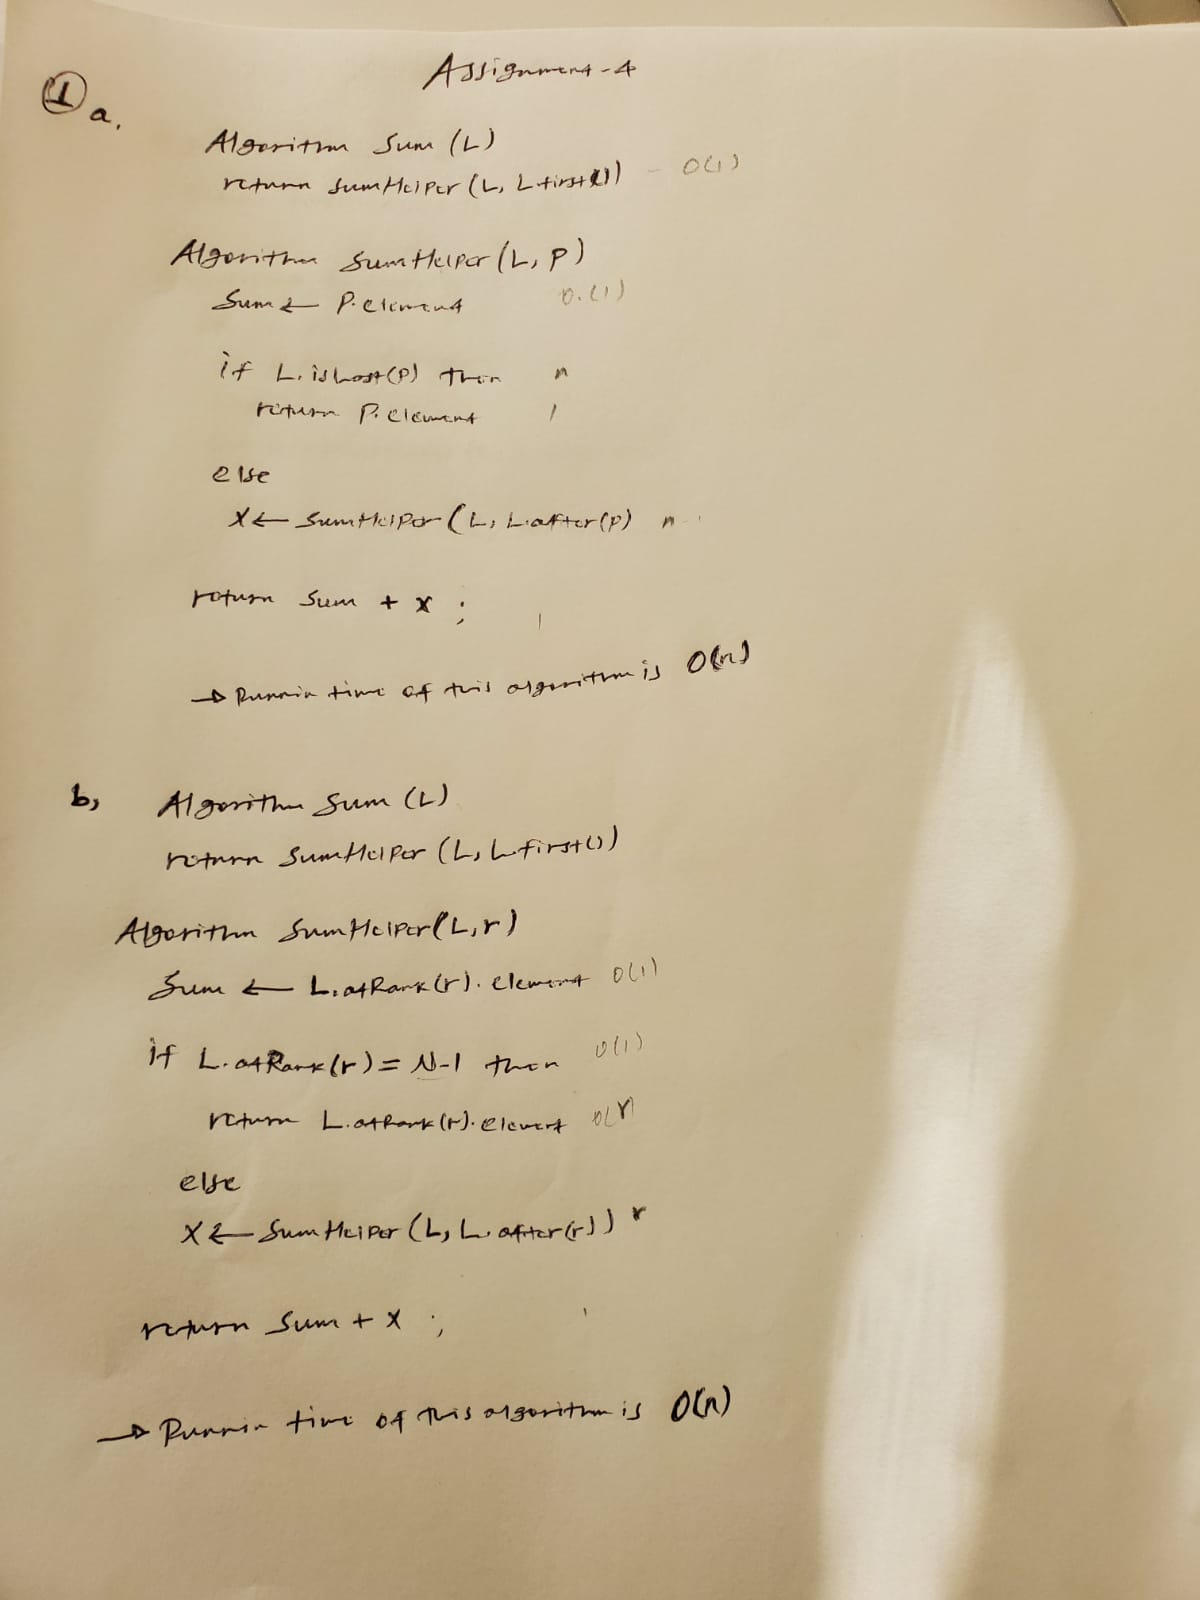 Assignment-4
1 a.
Algorithm Sum (L)
return sumHelper (L, L.first()) - O(1)
Algorithm SumHelper (L, P)
Sum ← P.element O(1)
if L.isLast(P) then n
return P.element 1
else
X ← SumHelper (L, L.after(P) n
return Sum + X ; 1
→ Runnin time of this algorithm is O(n)
b, Algorithm Sum (L)
return SumHelper (L, L.first())
Algorithm SumHelper (L, r)
Sum ← L.atRank(r).element O(1)
if L.atRank(r) = N-1 then O(1)
return L.atRank(r).element
else
X ← SumHelper (L, L.after(r)) r
return Sum + X ; 1
→ Runnin time of this algorithm is O(n)